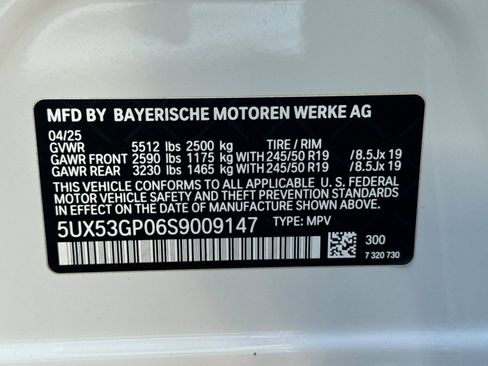 MFD BY BAYERISCHE MOTOREN WERKE AG
04/25
GVWR 5512 lbs 2500 kg TIRE / RIM
GAWR FRONT 2590 lbs 1175 kg WITH 245/50 R19 /8.5Jx 19
GAWR REAR 3230 lbs 1465 kg WITH 245/50 R19 /8.5Jx 19
THIS VEHICLE CONFORMS TO ALL APPLICABLE U. S. FEDERAL
MOTOR VEHICLE SAFETY AND THEFT PREVENTION STANDARDS
IN EFFECT ON THE DATE OF MANUFACTURE SHOWN ABOVE.
5UX53GP06S9009147 TYPE: MPV
300
7 320 730